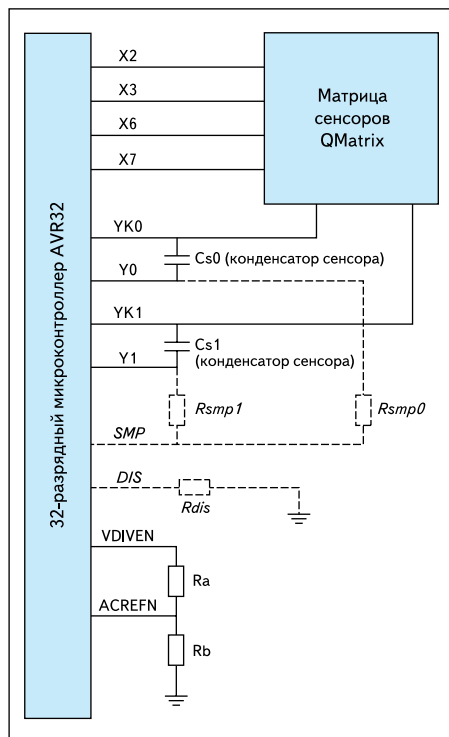 32-разрядный микроконтроллер AVR32
X2
X3
X6
X7
Матрица
сенсоров
QMatrix
YK0
Cs0 (конденсатор сенсора)
Y0
YK1
Cs1
(конденсатор сенсора)
Y1
Rsmp1
Rsmp0
SMP
DIS
Rdis
VDIVEN
Ra
ACREFN
Rb